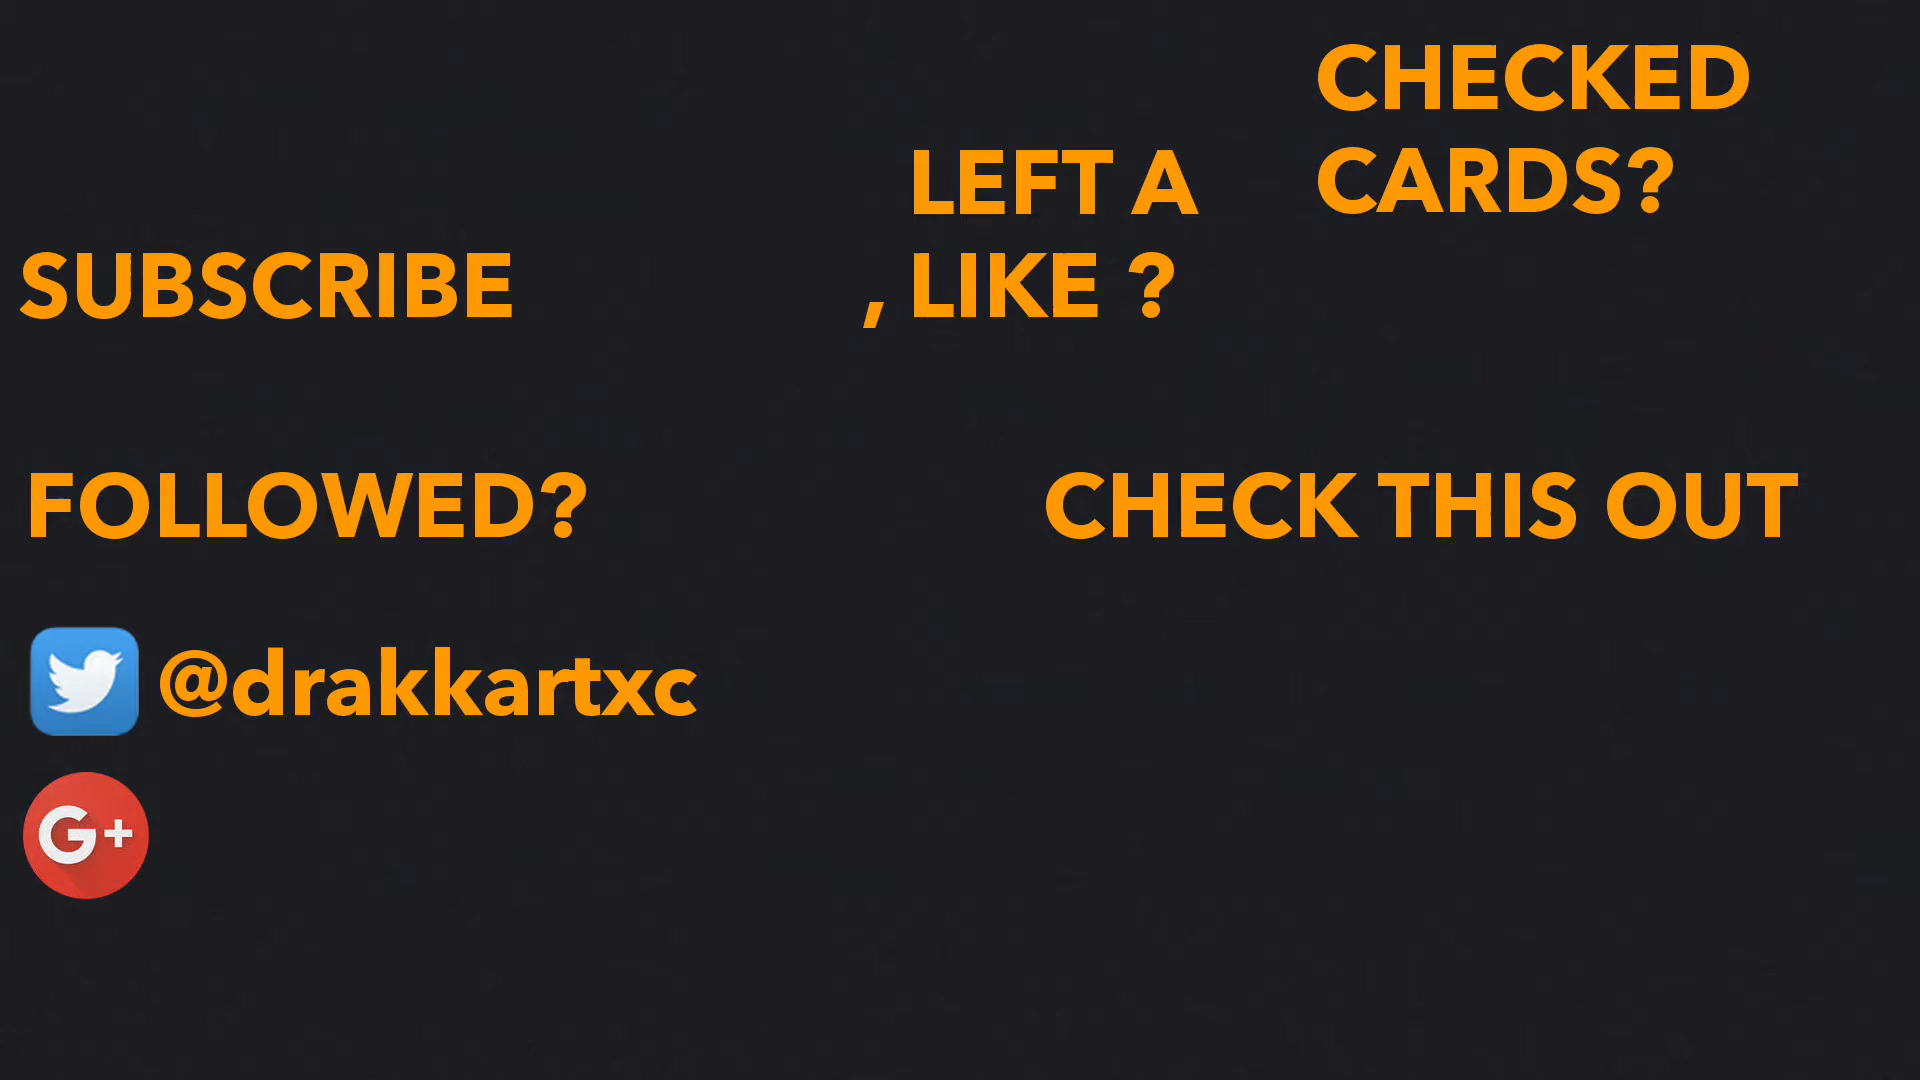 CHECKED
CARDS?
LEFT A
SUBSCRIBE , LIKE ?
FOLLOWED?
CHECK THIS OUT
@drakkartxc
G+